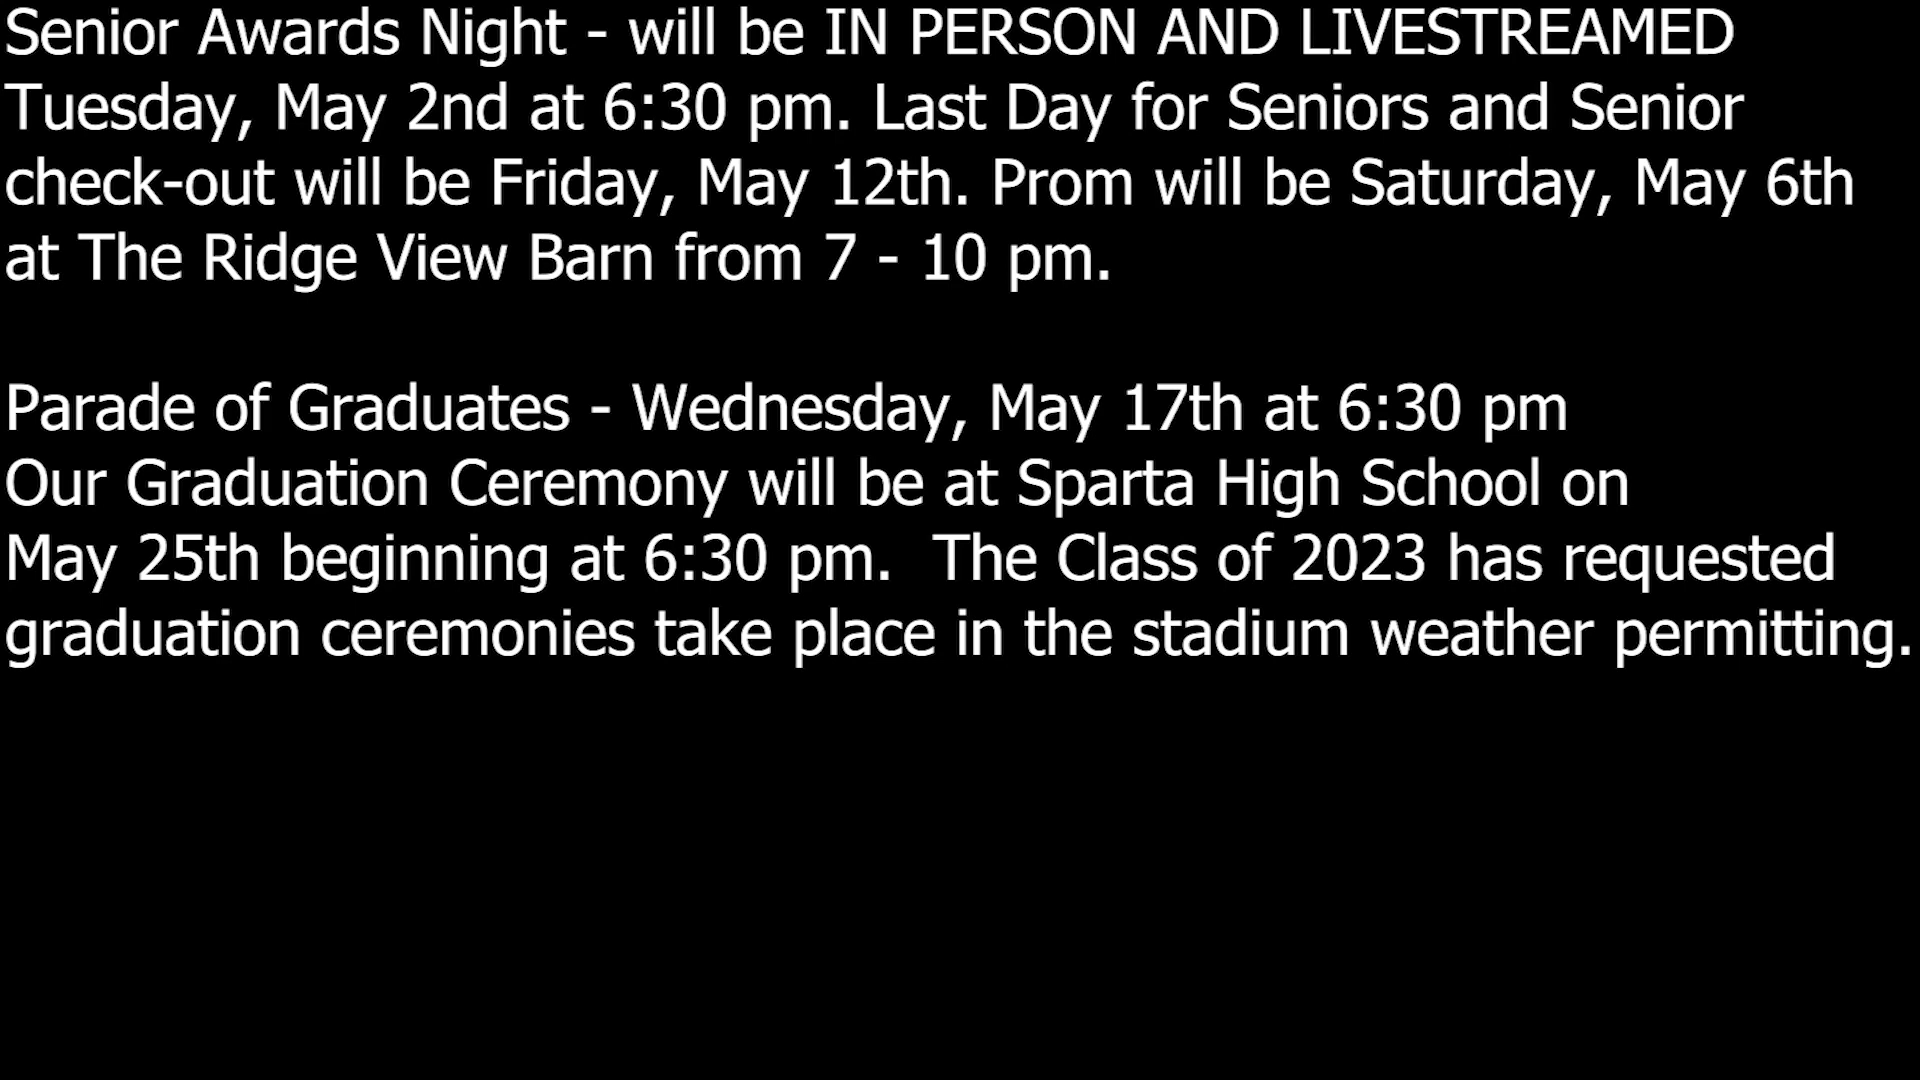 Senior Awards Night - will be IN PERSON AND LIVESTREAMED
Tuesday, May 2nd at 6:30 pm. Last Day for Seniors and Senior
check-out will be Friday, May 12th. Prom will be Saturday, May 6th
at The Ridge View Barn from 7 - 10 pm.
Parade of Graduates - Wednesday, May 17th at 6:30 pm
Our Graduation Ceremony will be at Sparta High School on
May 25th beginning at 6:30 pm.  The Class of 2023 has requested
graduation ceremonies take place in the stadium weather permitting.